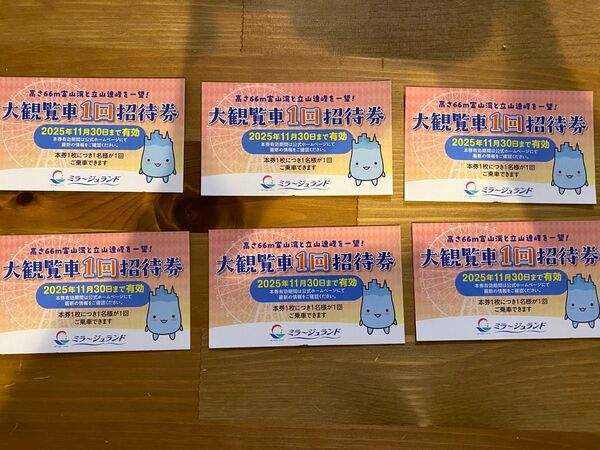 高さ66m富山湾と立山連峰を一望!
大観覧車1回招待券
2025年11月30日まで有効
本券有効期間は公式ホームページにて
最新の情報をご確認ください。
本券1枚につき1名様が1回
ご乗車できます
ミラージュランド
高さ66m富山湾と立山連峰を一望!
大観覧車1回招待券
2025年11月30日まで有効
本券有効期間は公式ホームページにて
最新の情報をご確認ください。
本券1枚につき1名様が1回
ご乗車できます
ミラージュランド
高さ66m富山湾と立山連峰を一望!
大観覧車1回招待券
2025年11月30日まで有効
本券有効期間は公式ホームページにて
最新の情報をご確認ください。
本券1枚につき1名様が1回
ご乗車できます
ミラージュランド
高さ66m富山湾と立山連峰を一望!
大観覧車1回招待券
2025年11月30日まで有効
本券有効期間は公式ホームページにて
最新の情報をご確認ください。
本券1枚につき1名様が1回
ご乗車できます
ミラージュランド
高さ66m富山湾と立山連峰を一望!
大観覧車1回招待券
2025年11月30日まで有効
本券有効期間は公式ホームページにて
最新の情報をご確認ください。
本券1枚につき1名様が1回
ご乗車できます
ミラージュランド
高さ66m富山湾と立山連峰を一望!
大観覧車1回招待券
2025年11月30日まで有効
本券有効期間は公式ホームページにて
最新の情報をご確認ください。
本券1枚につき1名様が1回
ご乗車できます
ミラージュランド